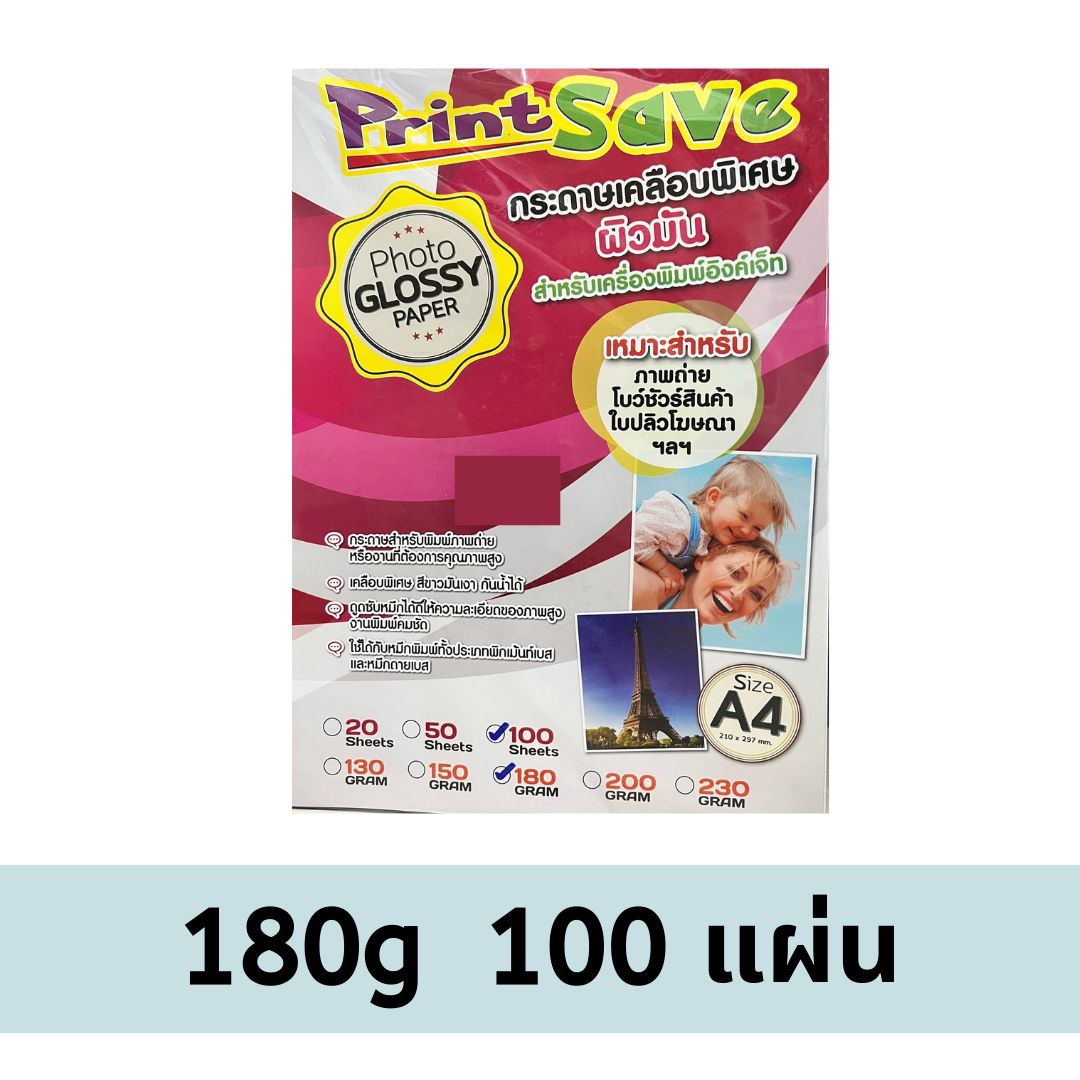 PrintSave
กระดาษเคลือบพิเศษ
ผิวมัน
สำหรับเครื่องพิมพ์อิงค์เจ็ท
Photo
GLOSSY
PAPER
เหมาะสำหรับ
ภาพถ่าย
โบว์ชัวร์สินค้า
ใบปลิวโฆษณา
ฯลฯ
กระดาษสำหรับพิมพ์ภาพถ่าย
หรืองานที่ต้องการคุณภาพสูง
เคลือบพิเศษ สีขาวมันเงา กันน้ำได้
ดูดซับหมึกได้ดีให้ความละเอียดของภาพสูง
งานพิมพ์คมชัด
ใช้ได้กับหมึกพิมพ์ทั้งประเภทพิกเม้นท์เบส
และหมึกดายเบส
Size
A4
210 x 297 mm.
20 Sheets 50 Sheets 100 Sheets
130 GRAM 150 GRAM 180 GRAM 200 GRAM 230 GRAM
180g 100 แผ่น